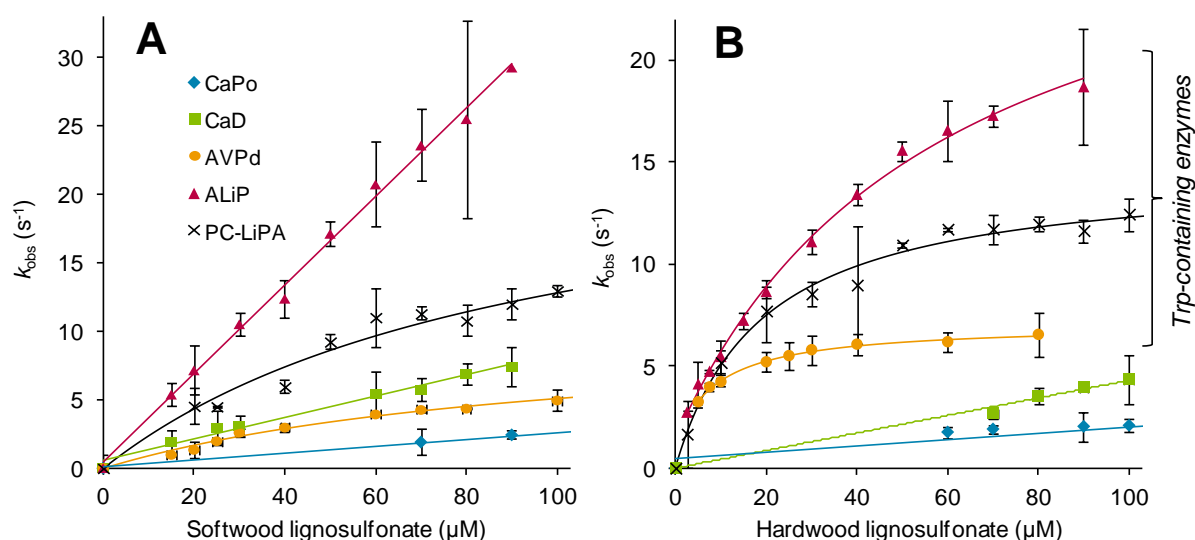 A
B
CaPo
CaD
AVPd
ALiP
PC-LiPA
k_obs (s⁻¹)
30
25
20
15
10
5
0
0
20
40
60
80
100
Softwood lignosulfonate (µM)
k_obs (s⁻¹)
20
15
10
5
0
0
20
40
60
80
100
Hardwood lignosulfonate (µM)
Trp-containing enzymes